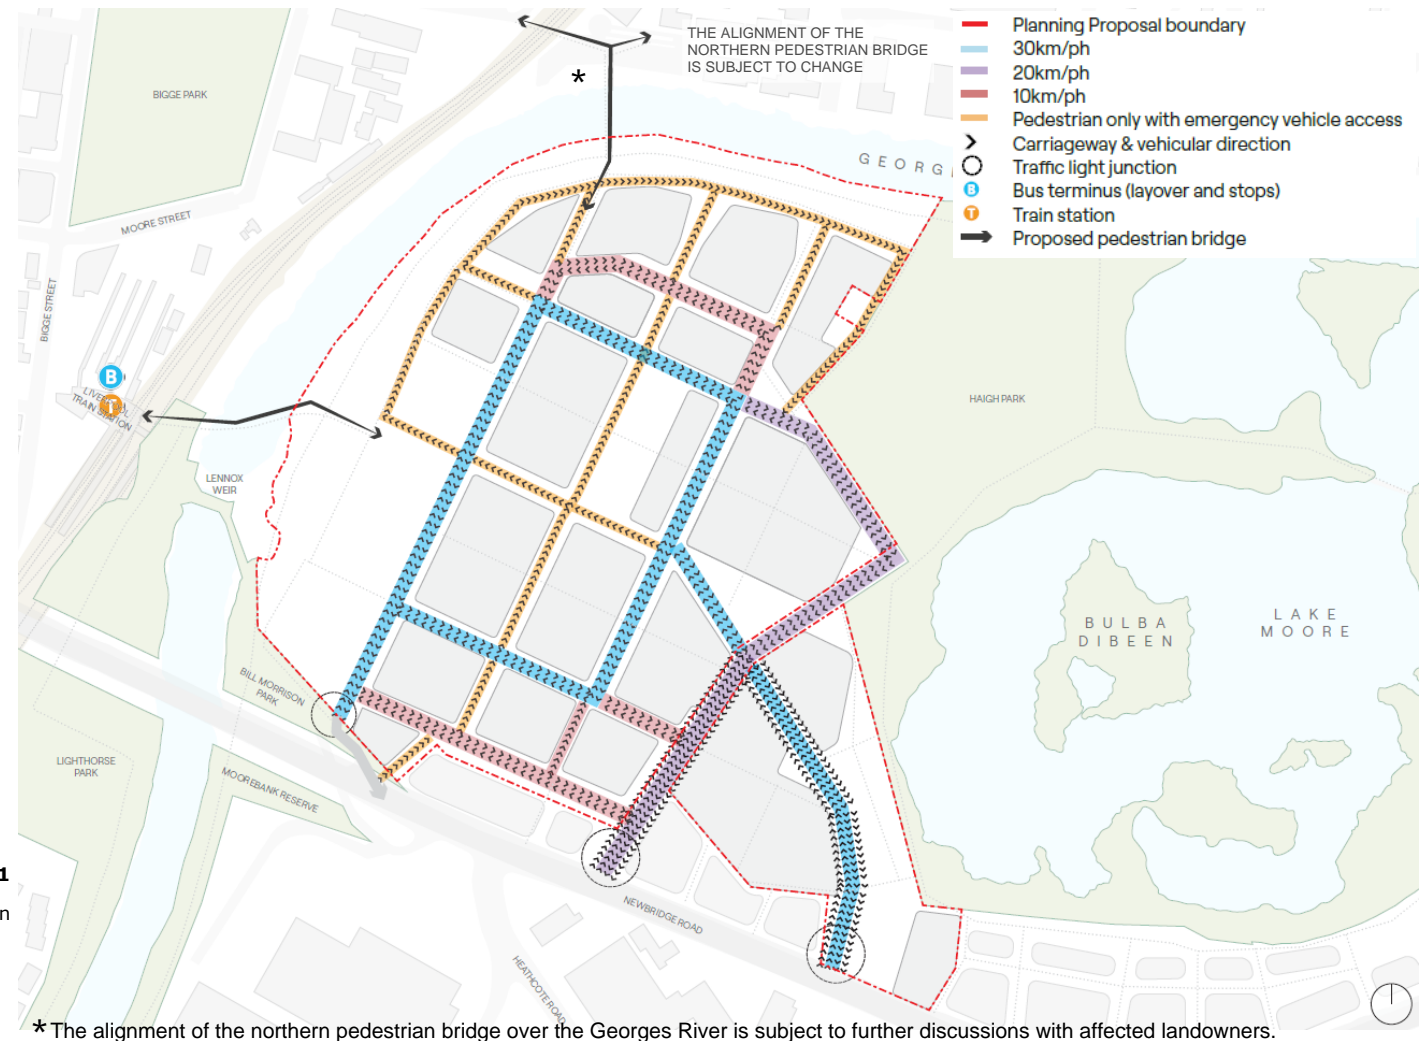 THE ALIGNMENT OF THE
NORTHERN PEDESTRIAN BRIDGE
IS SUBJECT TO CHANGE
*
Planning Proposal boundary
30km/ph
20km/ph
10km/ph
Pedestrian only with emergency vehicle access
Carriageway & vehicular direction
Traffic light junction
B Bus terminus (layover and stops)
T Train station
Proposed pedestrian bridge
BIGGE PARK
GEORG
MOORE STREET
BIGGE STREET
B
T
LIVERPOOL
TRAIN STATION
HAIGH PARK
LENNOX
WEIR
BULBA
DIBEEN
LAKE
MOORE
BILL MORRISON
PARK
LIGHTHORSE
PARK
MOOREBANK RESERVE
1
n
NEWBRIDGE ROAD
HEATHCOTE ROAD
* The alignment of the northern pedestrian bridge over the Georges River is subject to further discussions with affected landowners.